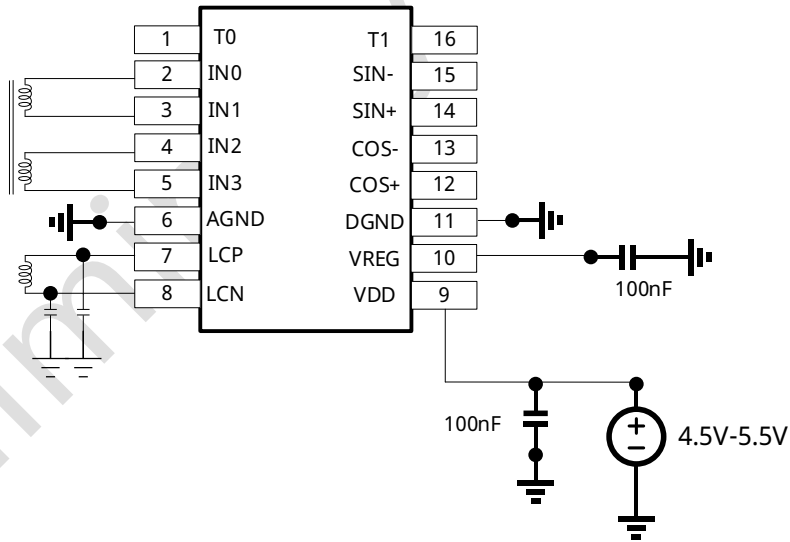 1 T0 T1 16
2 IN0 SIN- 15
3 IN1 SIN+ 14
4 IN2 COS- 13
5 IN3 COS+ 12
6 AGND DGND 11
7 LCP VREG 10
8 LCN VDD 9
100nF
100nF
4.5V-5.5V